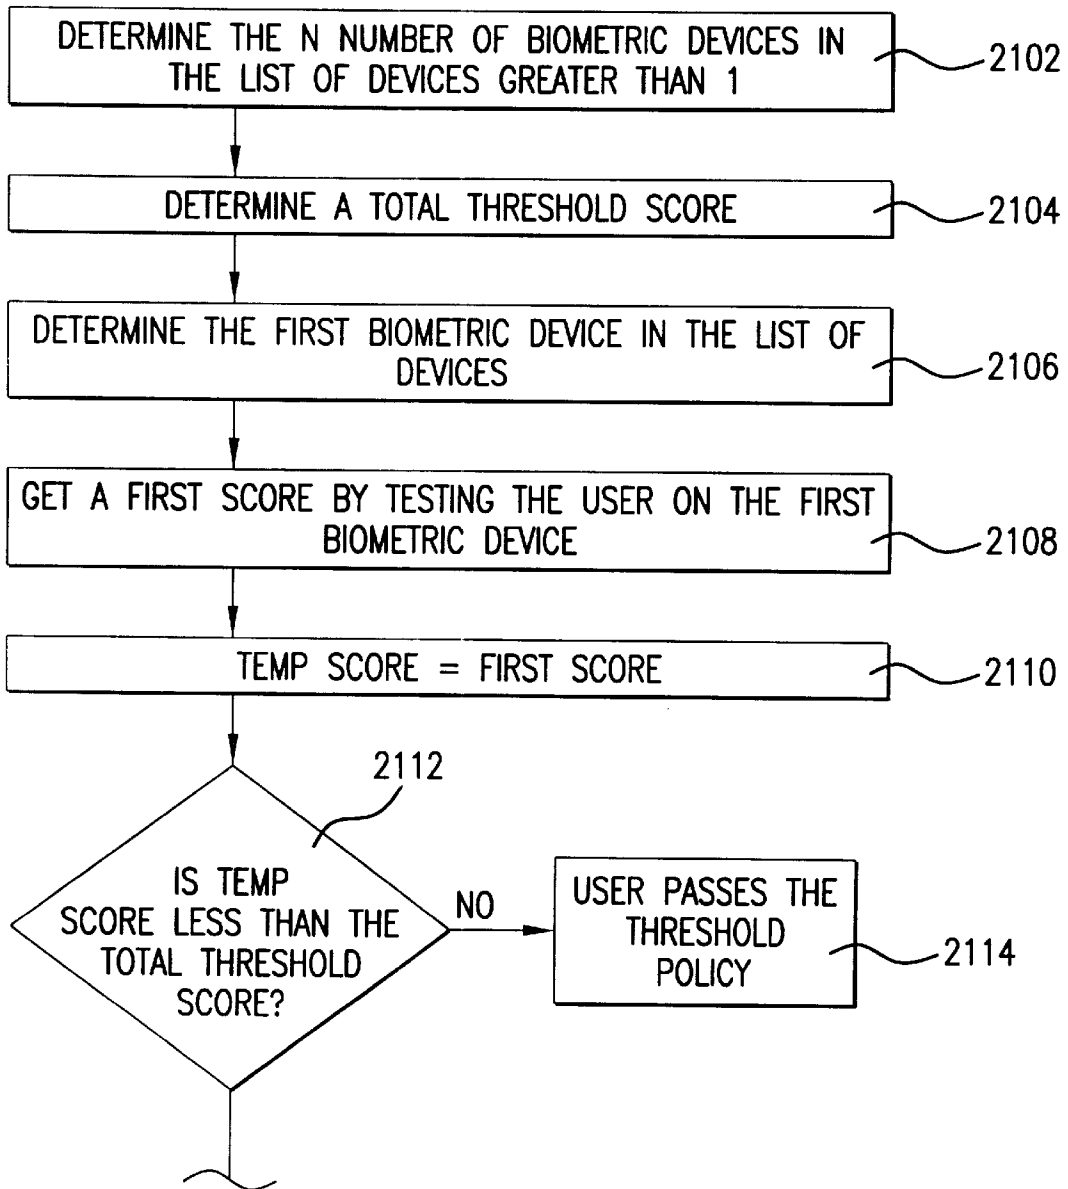 DETERMINE THE N NUMBER OF BIOMETRIC DEVICES IN
THE LIST OF DEVICES GREATER THAN 1
2102
DETERMINE A TOTAL THRESHOLD SCORE
2104
DETERMINE THE FIRST BIOMETRIC DEVICE IN THE LIST OF
DEVICES
2106
GET A FIRST SCORE BY TESTING THE USER ON THE FIRST
BIOMETRIC DEVICE
2108
TEMP SCORE = FIRST SCORE
2110
2112
IS TEMP
SCORE LESS THAN THE
TOTAL THRESHOLD
SCORE?
NO
USER PASSES THE
THRESHOLD
POLICY
2114